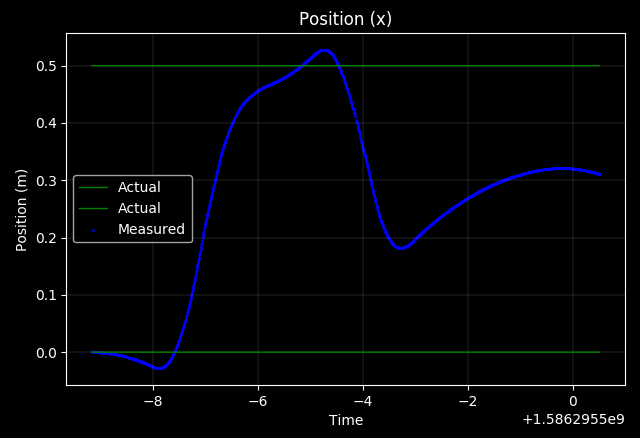 Position (x)
Position (m)
0.5
0.4
0.3
0.2
0.1
0.0
Actual
Actual
Measured
−8 −6 −4 −2 0
Time
+1.5862955e9